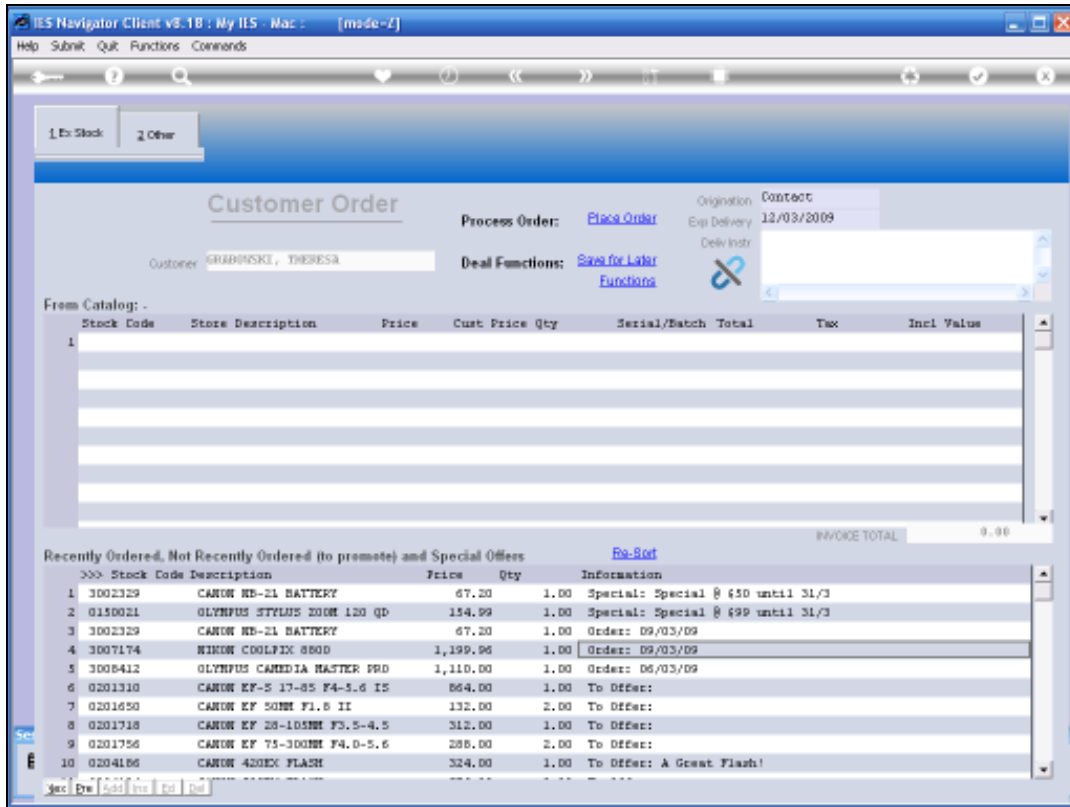 IES Navigator Client v8.18 : My IES - Mac : [mode=Z]
Help Submit Quit Functions Commands
1 Ex Stock 2 Other
Customer Order
Process Order: Place Order
Origination Contact
Exp Delivery 12/03/2009
Deliv Instr
Customer GRABOWSKI, THERESA
Deal Functions: Save for Later
Functions
From Catalog: -
Stock Code Store Description Price Cust Price Qty Serial/Batch Total Tax Incl Value
1
INVOICE TOTAL 0.00
Recently Ordered, Not Recently Ordered (to promote) and Special Offers Re-Sort
>>> Stock Code Description Price Qty Information
1 3002329 CANON NB-2L BATTERY 67.20 1.00 Special: Special @ $50 until 31/3
2 0150021 OLYMPUS STYLUS ZOOM 120 QD 154.99 1.00 Special: Special @ $99 until 31/3
3 3002329 CANON NB-2L BATTERY 67.20 1.00 Order: 09/03/09
4 3007174 NIKON COOLPIX 8800 1,199.96 1.00 Order: 09/03/09
5 3008412 OLYMPUS CAMEDIA MASTER PRO 1,110.00 1.00 Order: 06/03/09
6 0201310 CANON EF-S 17-85 F4-5.6 IS 864.00 1.00 To Offer:
7 0201650 CANON EF 50MM F1.8 II 132.00 2.00 To Offer:
8 0201718 CANON EF 28-105MM F3.5-4.5 312.00 1.00 To Offer:
9 0201756 CANON EF 75-300MM F4.0-5.6 288.00 2.00 To Offer:
10 0204186 CANON 420EX FLASH 324.00 1.00 To Offer: A Great Flash!
Nex Pre Add Ins Ed Del